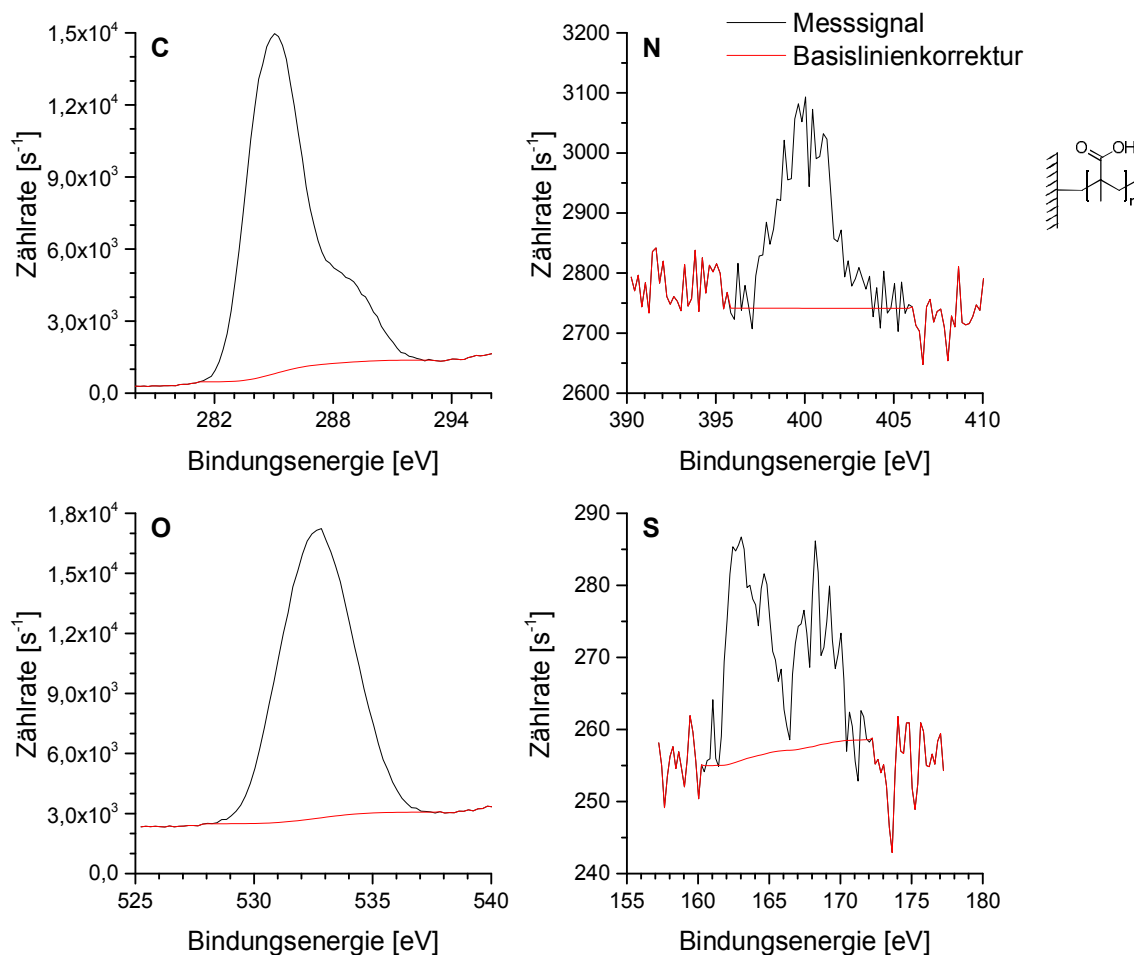 C
1,5x10⁴
1,2x10⁴
9,0x10³
6,0x10³
3,0x10³
0,0
282
288
294
Zählrate [s⁻¹]
Bindungsenergie [eV]
N
Messsignal
Basislinienkorrektur
3200
3100
3000
2900
2800
2700
2600
390
395
400
405
410
Zählrate [s⁻¹]
Bindungsenergie [eV]
O
OH
n
O
1,8x10⁴
1,5x10⁴
1,2x10⁴
9,0x10³
6,0x10³
3,0x10³
0,0
525
530
535
540
Zählrate [s⁻¹]
Bindungsenergie [eV]
S
290
280
270
260
250
240
155
160
165
170
175
180
Zählrate [s⁻¹]
Bindungsenergie [eV]